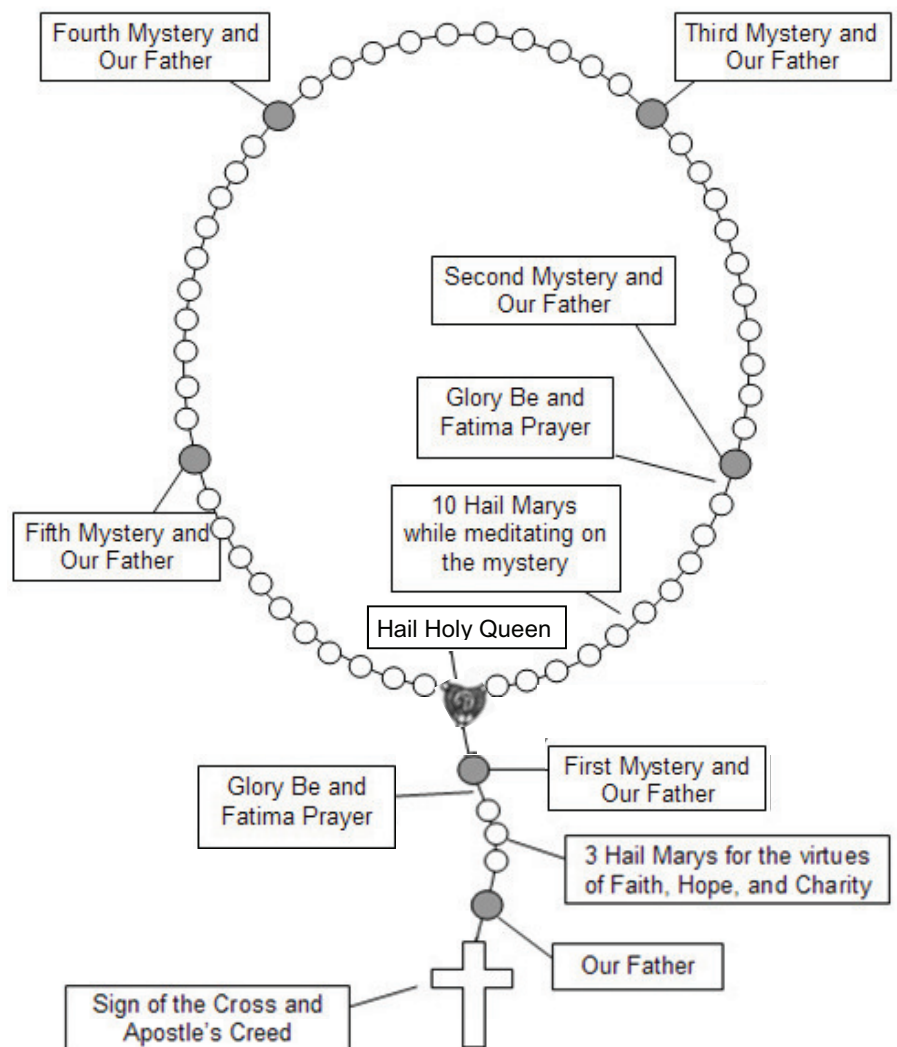 Fourth Mystery and
Our Father
Third Mystery and
Our Father
Second Mystery and
Our Father
Glory Be and
Fatima Prayer
10 Hail Marys
while meditating on
the mystery
Fifth Mystery and
Our Father
Hail Holy Queen
First Mystery and
Our Father
Glory Be and
Fatima Prayer
3 Hail Marys for the virtues
of Faith, Hope, and Charity
Our Father
Sign of the Cross and
Apostle's Creed